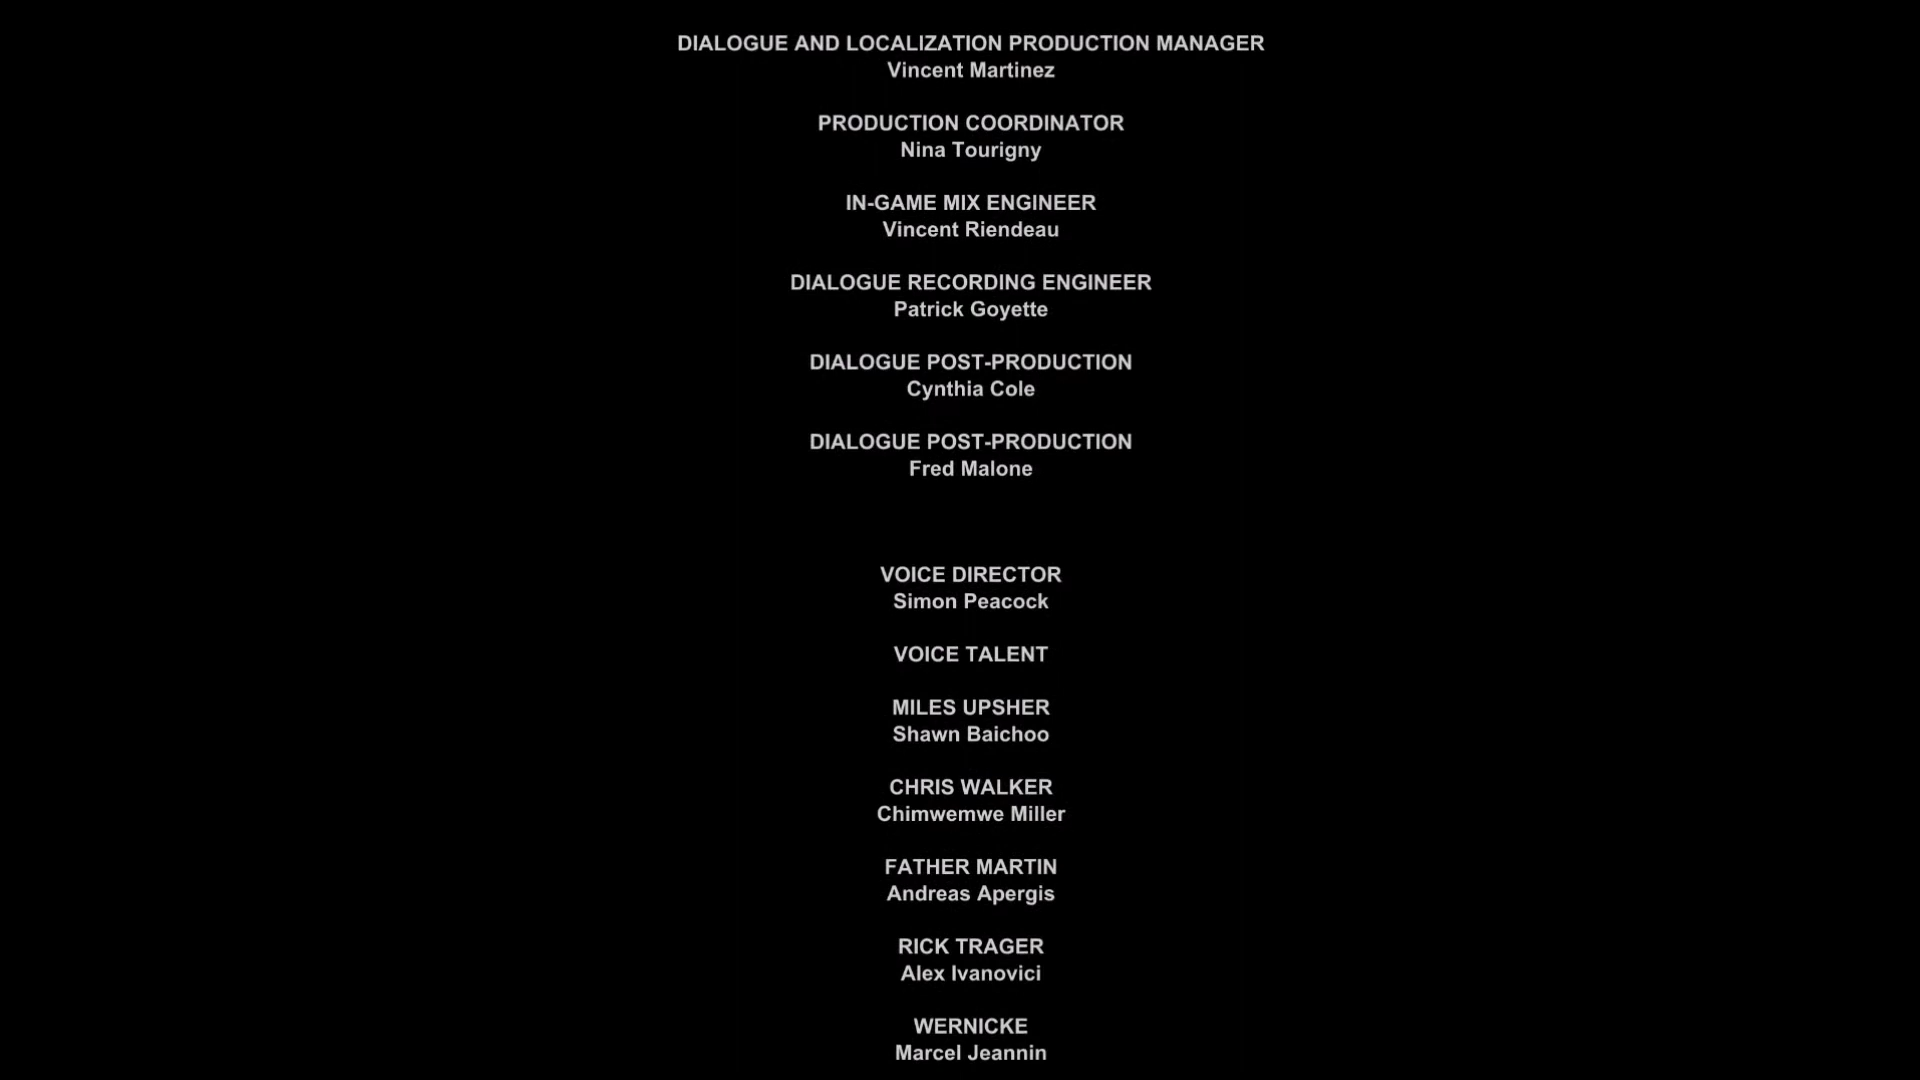 DIALOGUE AND LOCALIZATION PRODUCTION MANAGER
Vincent Martinez
PRODUCTION COORDINATOR
Nina Tourigny
IN-GAME MIX ENGINEER
Vincent Riendeau
DIALOGUE RECORDING ENGINEER
Patrick Goyette
DIALOGUE POST-PRODUCTION
Cynthia Cole
DIALOGUE POST-PRODUCTION
Fred Malone
VOICE DIRECTOR
Simon Peacock
VOICE TALENT
MILES UPSHER
Shawn Baichoo
CHRIS WALKER
Chimwemwe Miller
FATHER MARTIN
Andreas Apergis
RICK TRAGER
Alex Ivanovici
WERNICKE
Marcel Jeannin